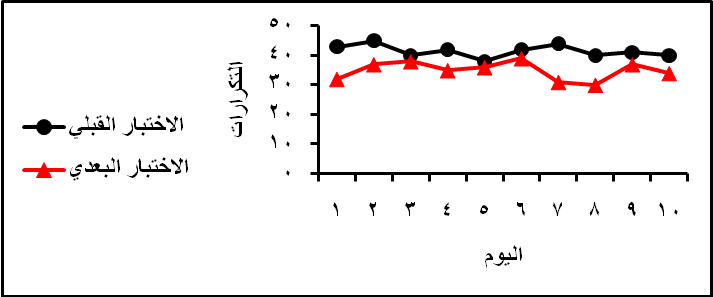 التكرارات
٥٠
٤٠
٣٠
٢٠
١٠
٠
١ ٢ ٣ ٤ ٥ ٦ ٧ ٨ ٩ ١٠
اليوم
الاختبار القبلي
الاختبار البعدي